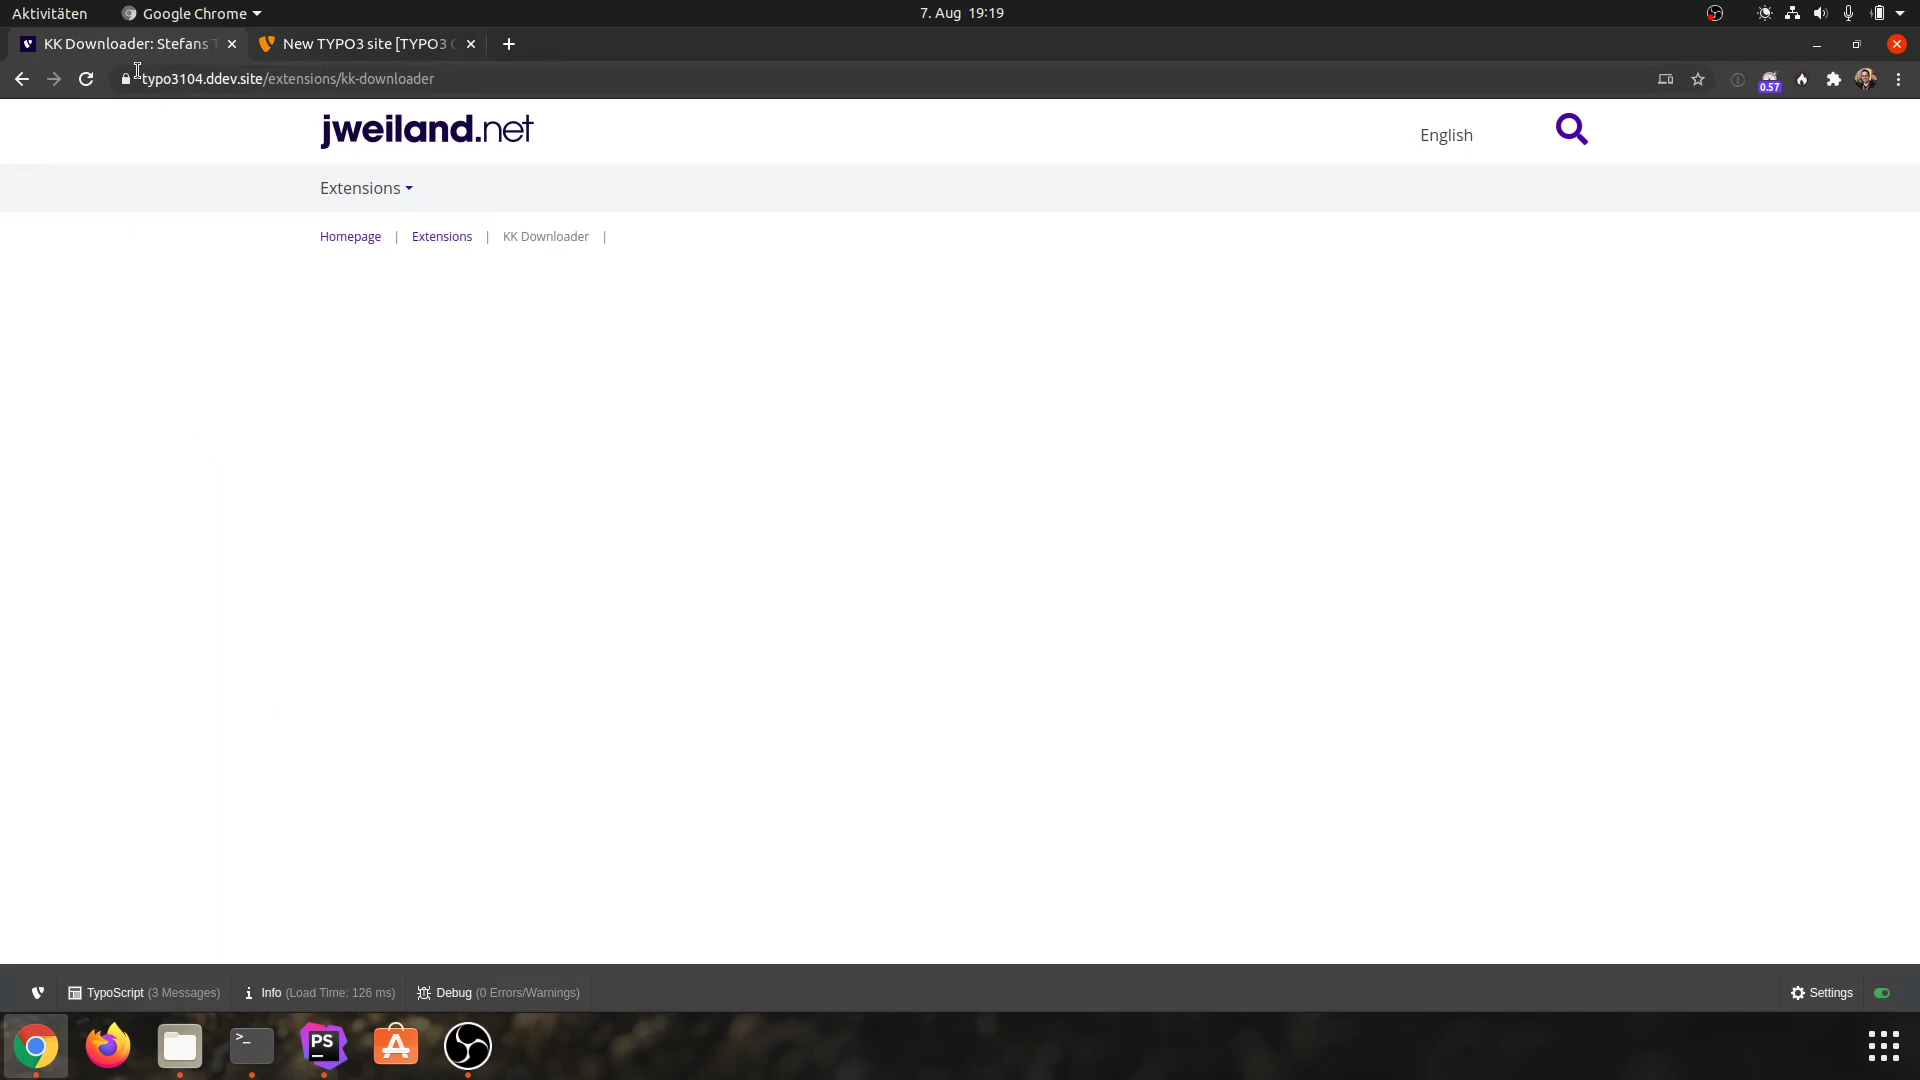 Aktivitäten Google Chrome 7. Aug 19:19
KK Downloader: Stefans New TYPO3 site [TYPO3
typo3104.ddev.site/extensions/kk-downloader 0.57
jweiland.net English
Extensions
Homepage | Extensions | KK Downloader |
TypoScript (3 Messages) Info (Load Time: 126 ms) Debug (0 Errors/Warnings) Settings
>_ PS